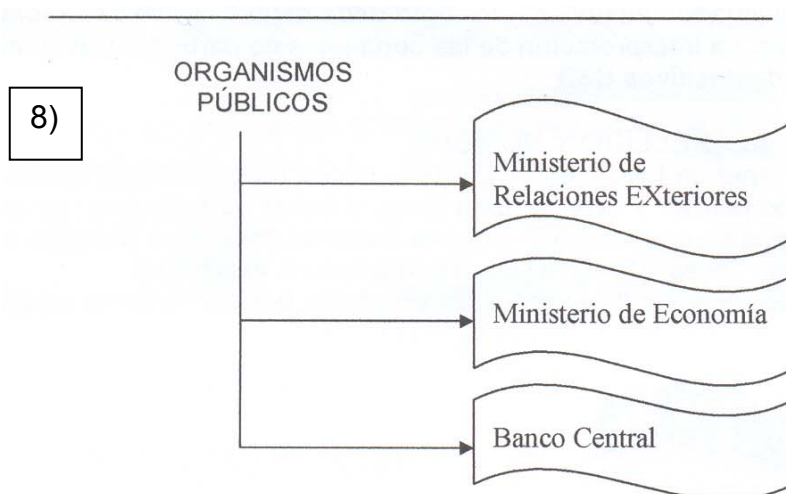 ORGANISMOS
PÚBLICOS
8)
Ministerio de
Relaciones EXteriores
Ministerio de Economía
Banco Central